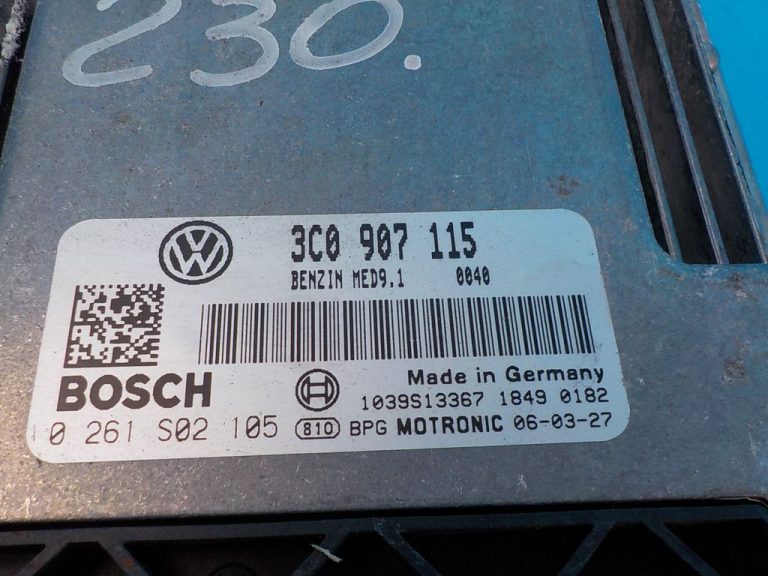 230.
VW
3C0 907 115
BENZIN MED9.1 0040
BOSCH
Made in Germany
1039S13367 1849 0182
0 261 S02 105 810 BPG MOTRONIC 06-03-27